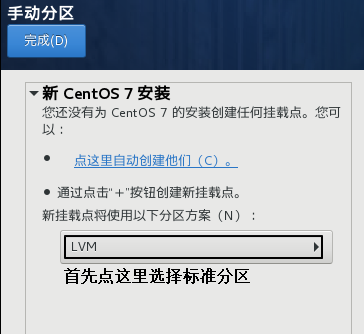 手动分区
完成(D)
新 CentOS 7 安装
您还没有为 CentOS 7 的安装创建任何挂载点。您可
以：
点这里自动创建他们（C）。
通过点击“+”按钮创建新挂载点。
新挂载点将使用以下分区方案（N）：
LVM
首先点这里选择标准分区